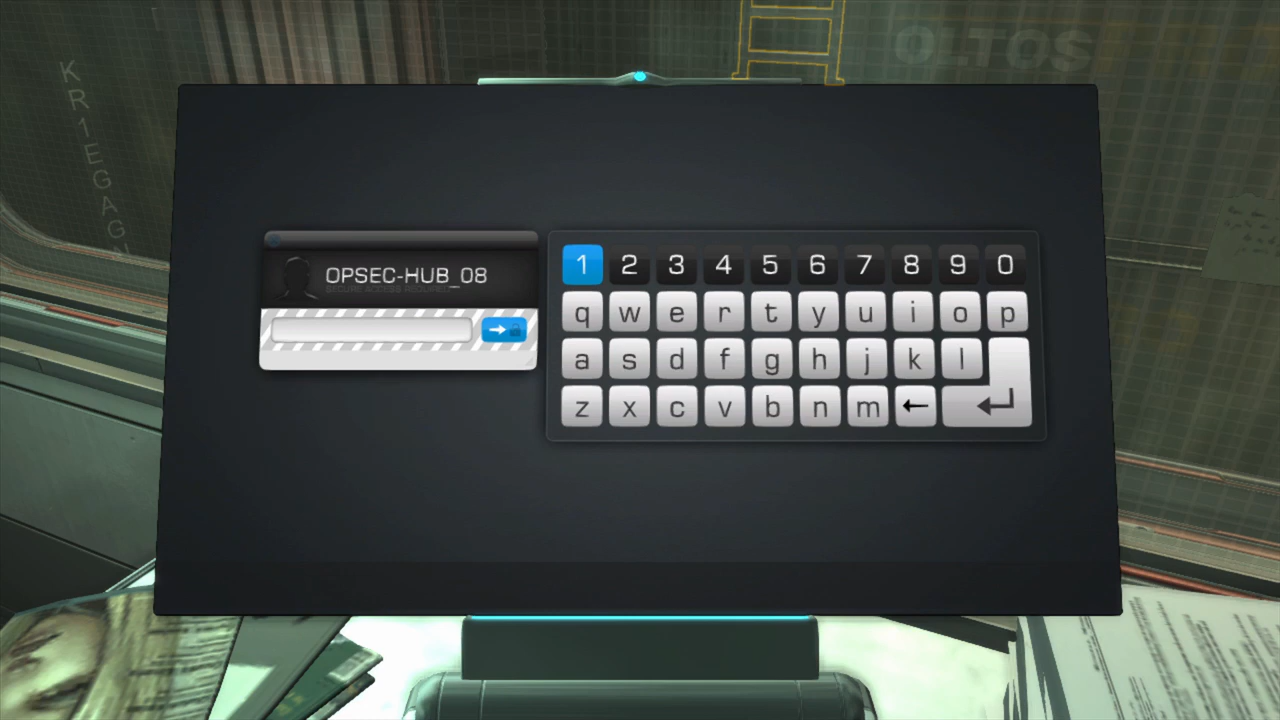 KR1EGAGN
OLTOS
OPSEC-HUB_08
1 2 3 4 5 6 7 8 9 0
q w e r t y u i o p
a s d f g h j k l
z x c v b n m ←